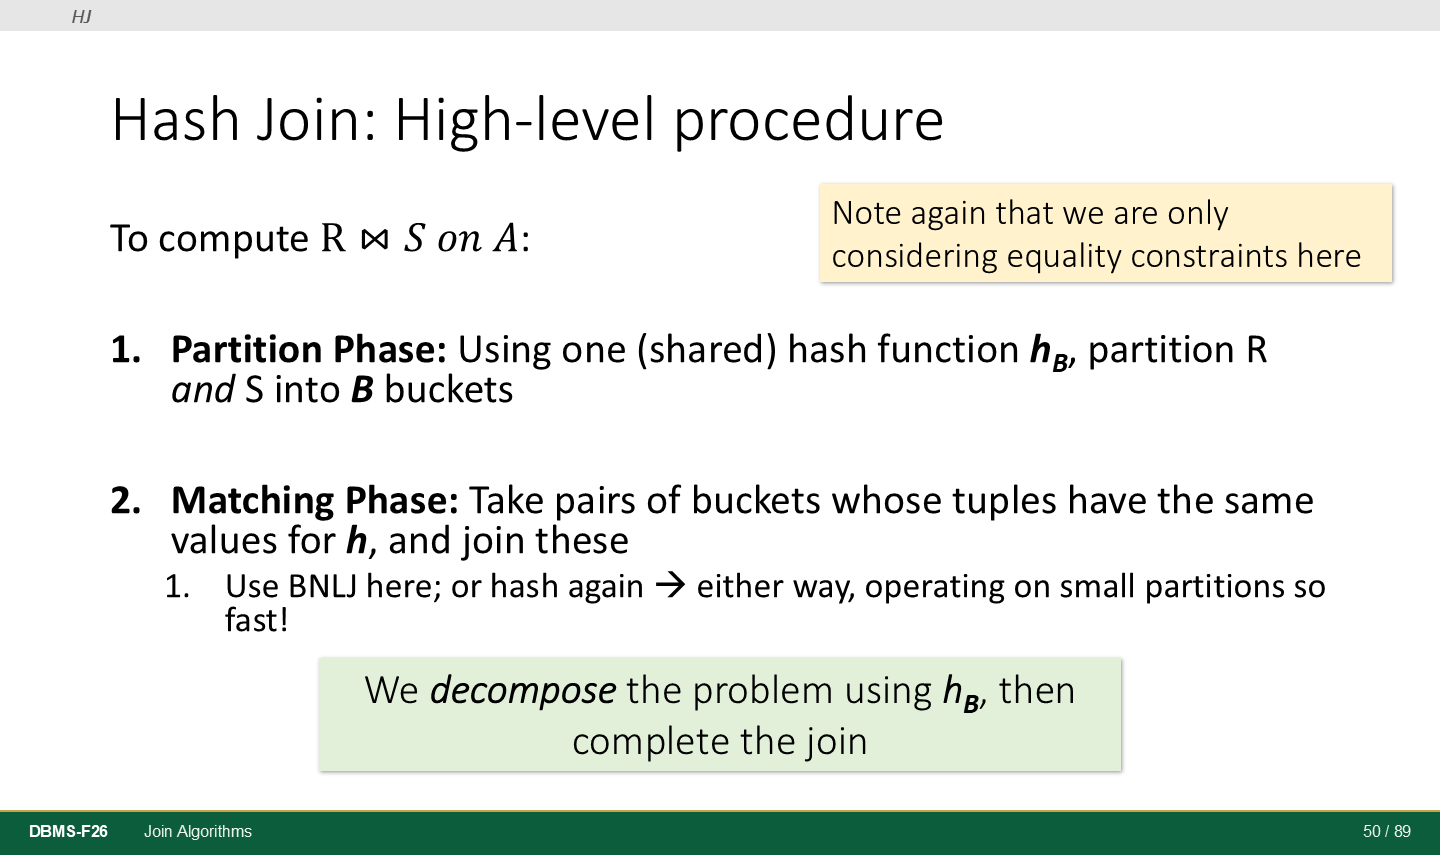 HJ
Hash Join: High-level procedure
To compute R ⋈ S on A:
Note again that we are only
considering equality constraints here
1. Partition Phase: Using one (shared) hash function hB, partition R
and S into B buckets
2. Matching Phase: Take pairs of buckets whose tuples have the same
values for h, and join these
1. Use BNLJ here; or hash again → either way, operating on small partitions so
fast!
We decompose the problem using hB, then
complete the join
DBMS-F26 Join Algorithms 50 / 89